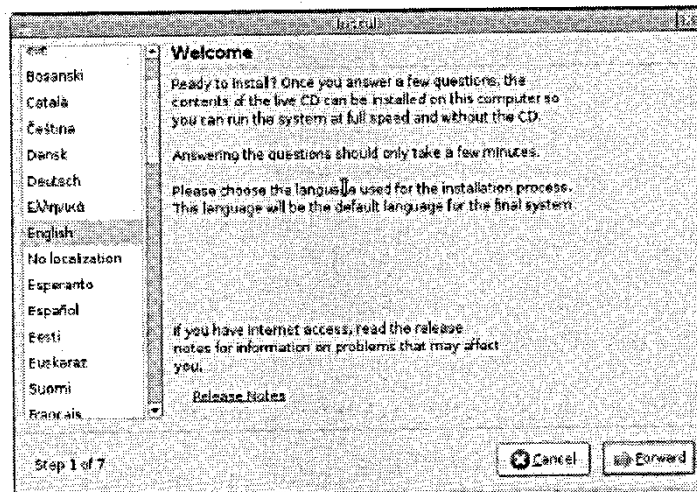 Install
Bosanski
Català
Čeština
Dansk
Deutsch
Ελληνικά
English
No localization
Esperanto
Español
Eesti
Euskaraz
Suomi
Français
Welcome
Ready to install? Once you answer a few questions, the
contents of the live CD can be installed on this computer so
you can run the system at full speed and without the CD.
Answering the questions should only take a few minutes.
Please choose the language used for the installation process.
This language will be the default language for the final system.
If you have Internet access, read the release
notes for information on problems that may affect
you.
Release Notes
Step 1 of 7
Cancel
Forward